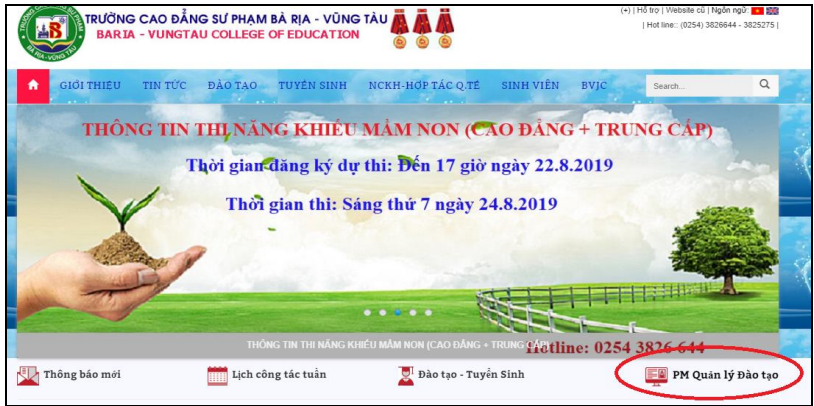 TRƯỜNG CAO ĐẲNG SƯ PHẠM BÀ RỊA - VŨNG TÀU
BARIA - VUNGTAU COLLEGE OF EDUCATION
(+) | Hổ trợ | Website cũ | Ngôn ngữ:
| Hot line:: (0254) 3826644 - 3825275 |
GIỚI THIỆU TIN TỨC ĐÀO TẠO TUYỂN SINH NCKH-HỢP TÁC Q.TẾ SINH VIÊN BVJC Search...
THÔNG TIN THI NĂNG KHIẾU MẦM NON (CAO ĐẲNG + TRUNG CẤP)
Thời gian đăng ký dự thi: Đến 17 giờ ngày 22.8.2019
Thời gian thi: Sáng thứ 7 ngày 24.8.2019
THÔNG TIN THI NĂNG KHIẾU MẦM NON (CAO ĐẲNG + TRUNG CẤP)
Hotline: 0254 3826 644
Thông báo mới Lịch công tác tuần Đào tạo - Tuyển Sinh PM Quản lý Đào tạo